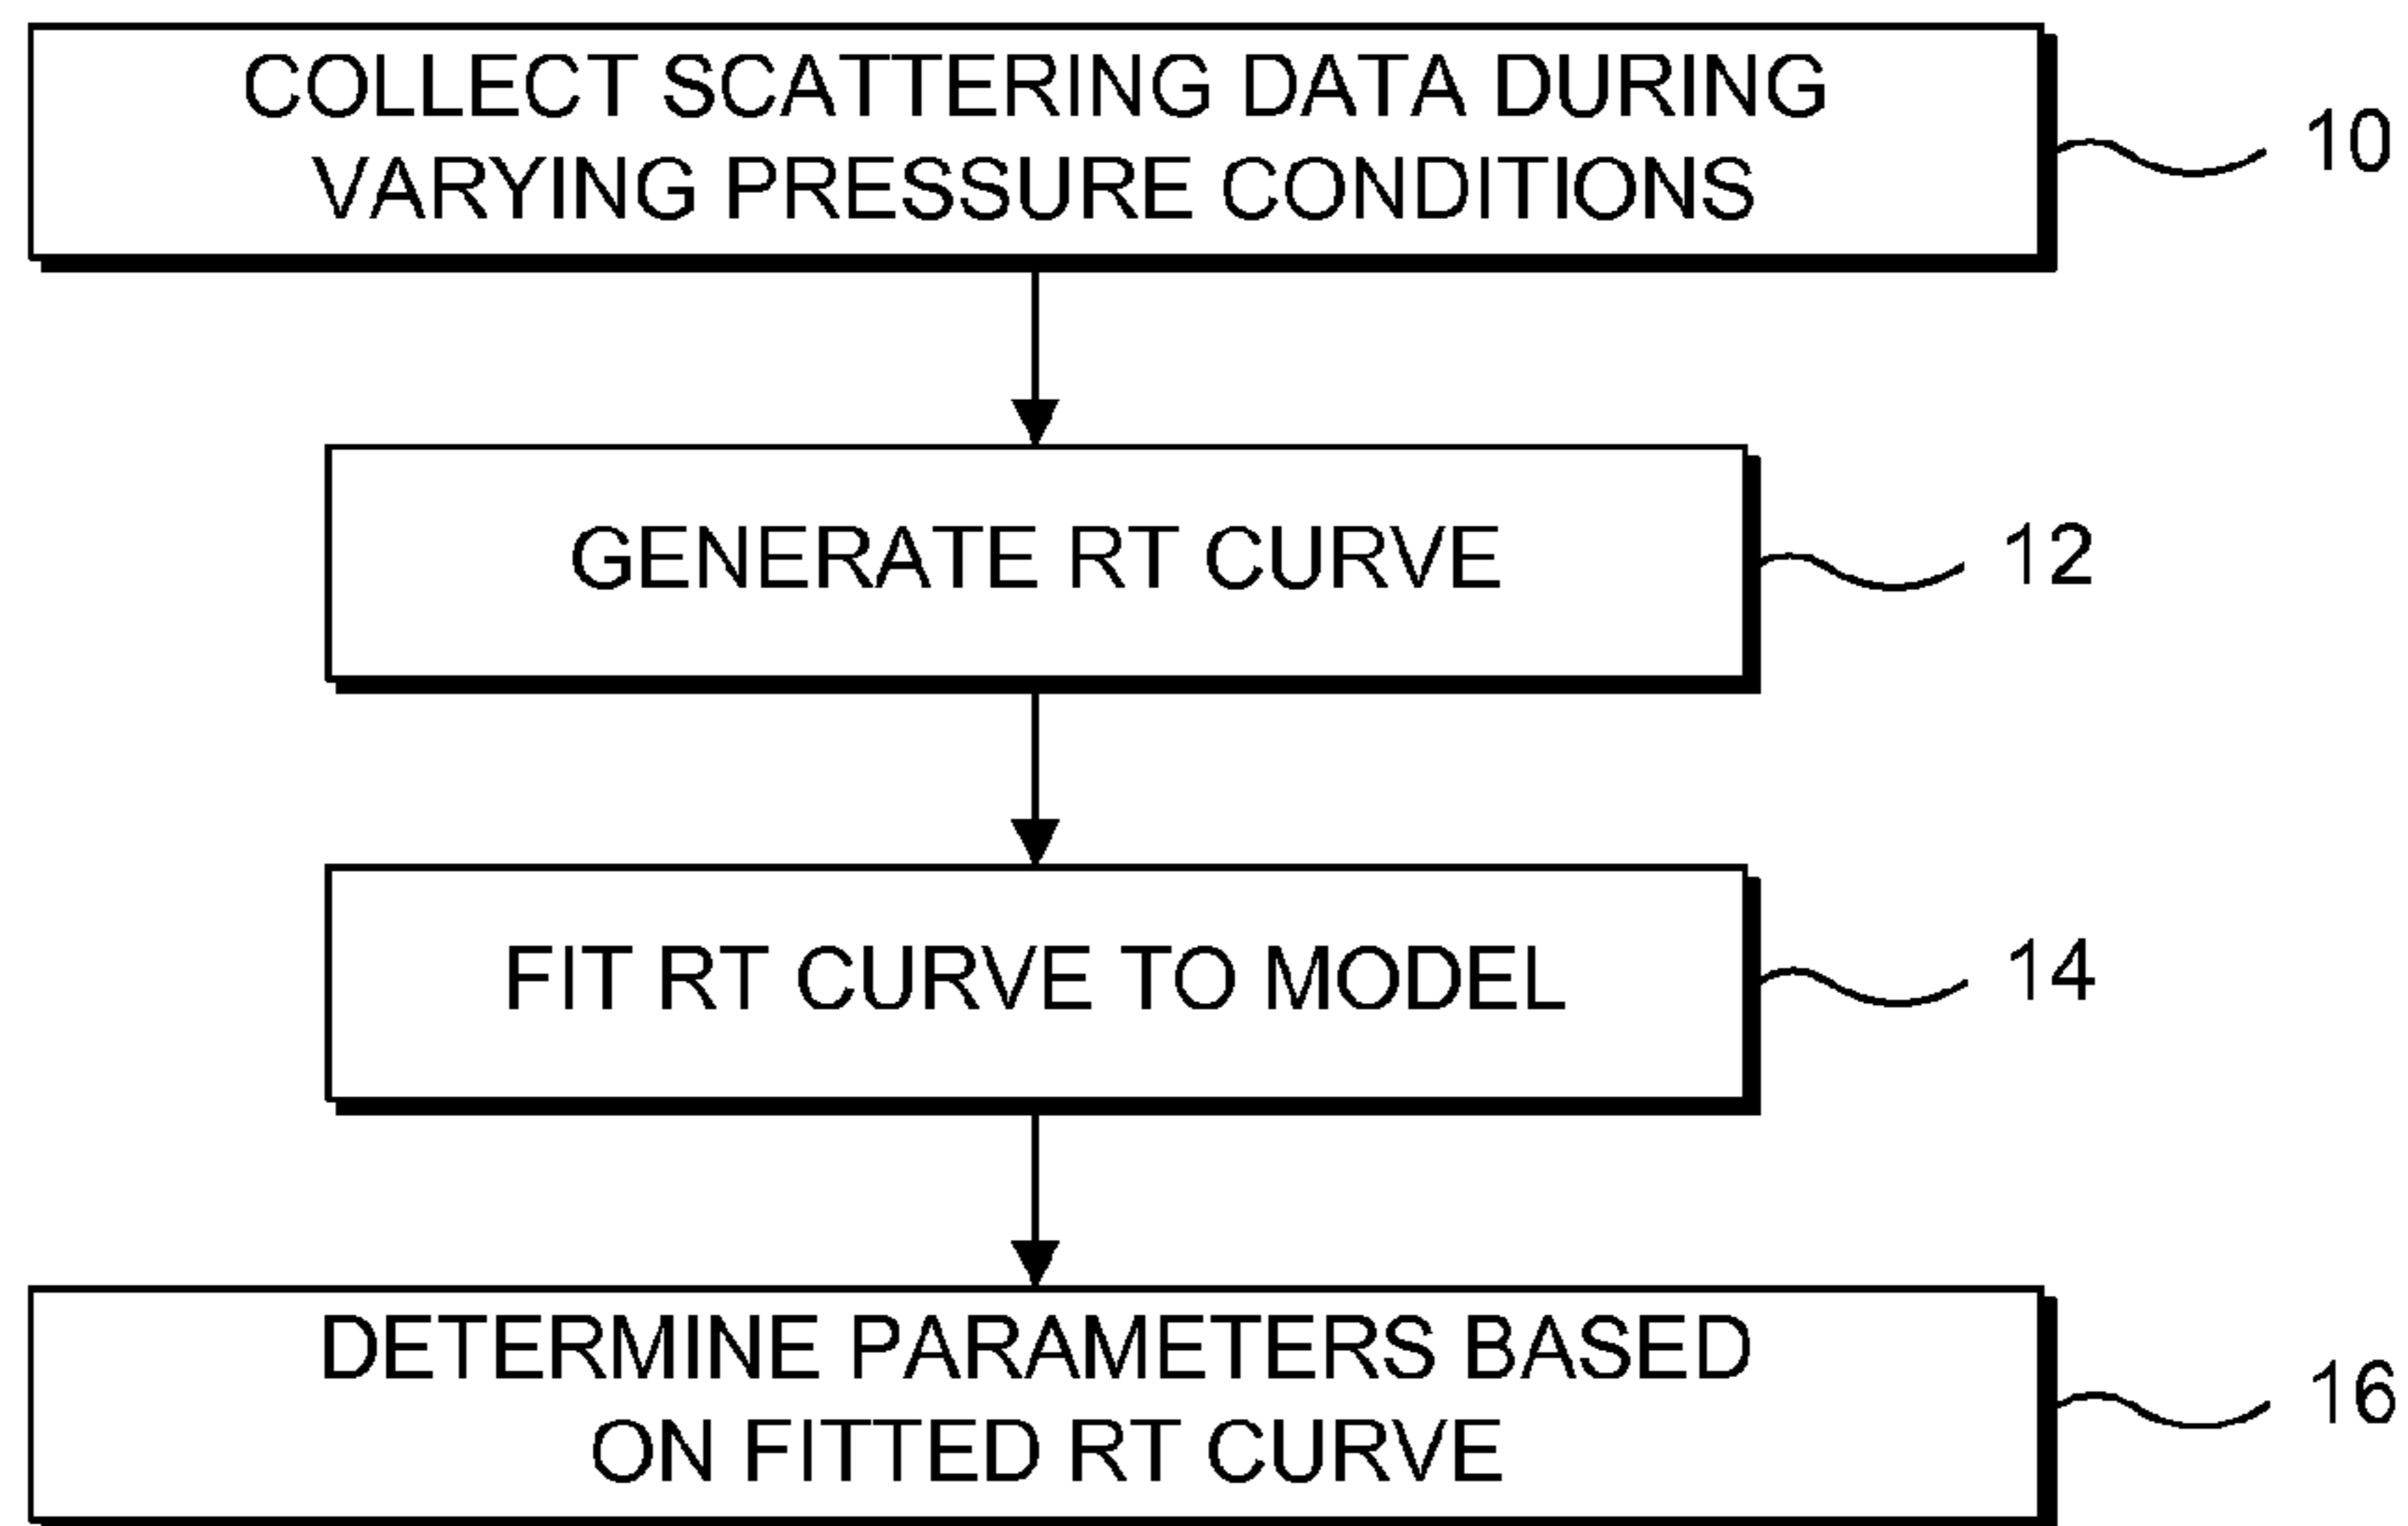 COLLECT SCATTERING DATA DURING
VARYING PRESSURE CONDITIONS
10
GENERATE RT CURVE
12
FIT RT CURVE TO MODEL
14
DETERMINE PARAMETERS BASED
ON FITTED RT CURVE
16